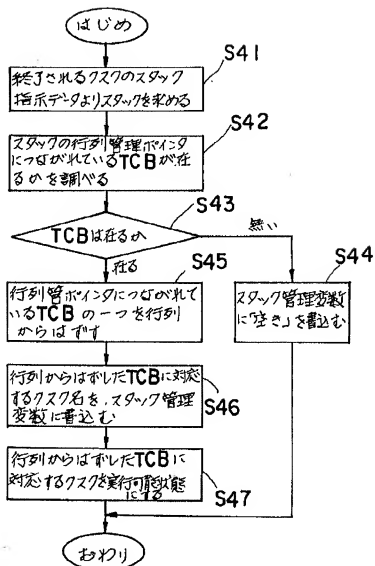 はじめ
S41
終了されるタスクのスタック
指示データよりスタックを求める
S42
スタックの行列管理ポインタ
につながれているTCBが在
るかを調べる
S43
TCBは在るか
無い
在る
S45
行列管ポインタにつながれて
いるTCBの一つを行列
からはずす
S44
スタック管理変数
に「空き」を書込む
行列からはずしたTCBに対応
するタスク名を、スタック管理
変数に書込む
S46
行列からはずしたTCBに
対応するタスクを実行可能状態
にする
S47
おわり